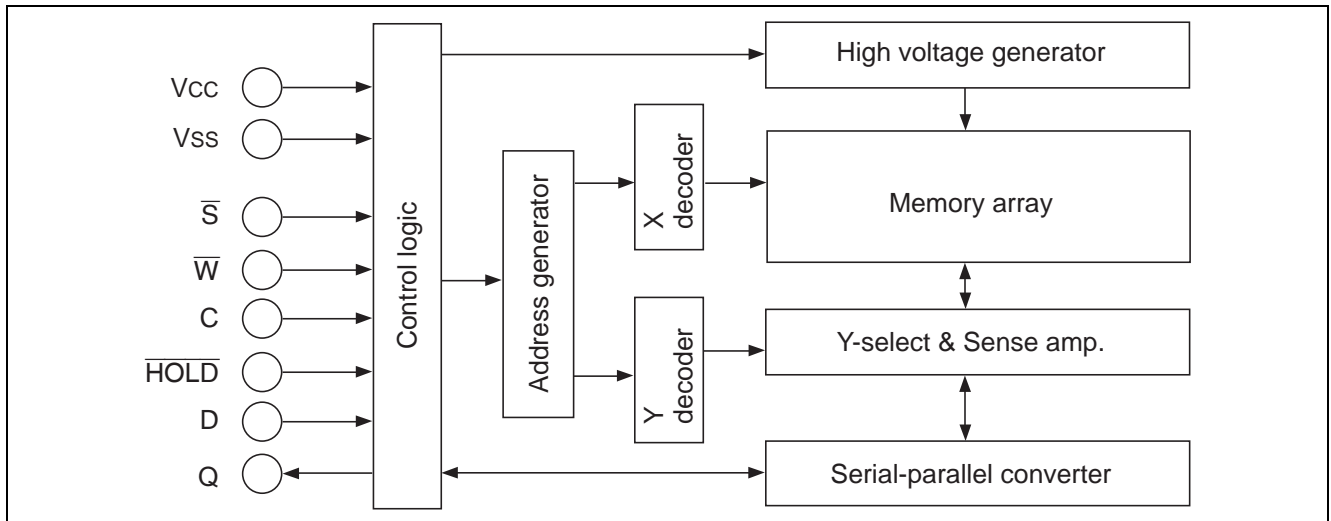 VCC
VSS
S̅
W̅
C
H̅O̅L̅D̅
D
Q
Control logic
Address generator
X
decoder
Y
decoder
High voltage generator
Memory array
Y-select & Sense amp.
Serial-parallel converter